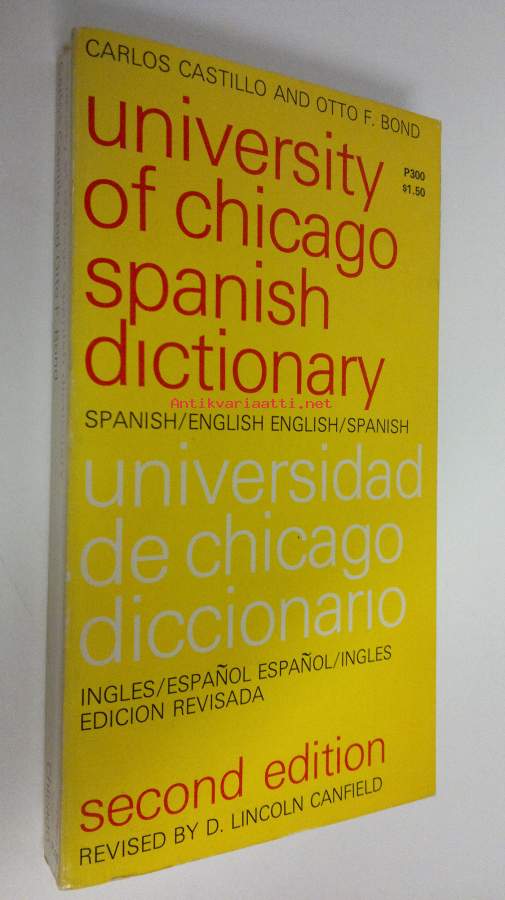 CARLOS CASTILLO AND OTTO F. BOND
university
of chicago
spanish
dictionary
P300
$1.50
Antikvariaatti.net
SPANISH/ENGLISH ENGLISH/SPANISH
universidad
de chicago
diccionario
INGLES/ESPAÑOL ESPAÑOL/INGLES
EDICION REVISADA
second edition
REVISED BY D. LINCOLN CANFIELD